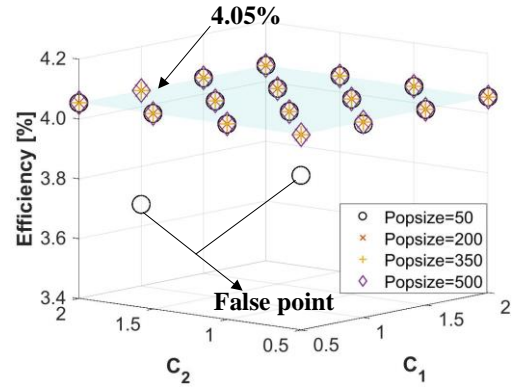 4.05%
Efficiency [%]
4.2
4.0
3.8
3.6
3.4
Popsize=50
Popsize=200
Popsize=350
Popsize=500
False point
2
1.5
1
0.5
C2
0.5
1
1.5
2
C1